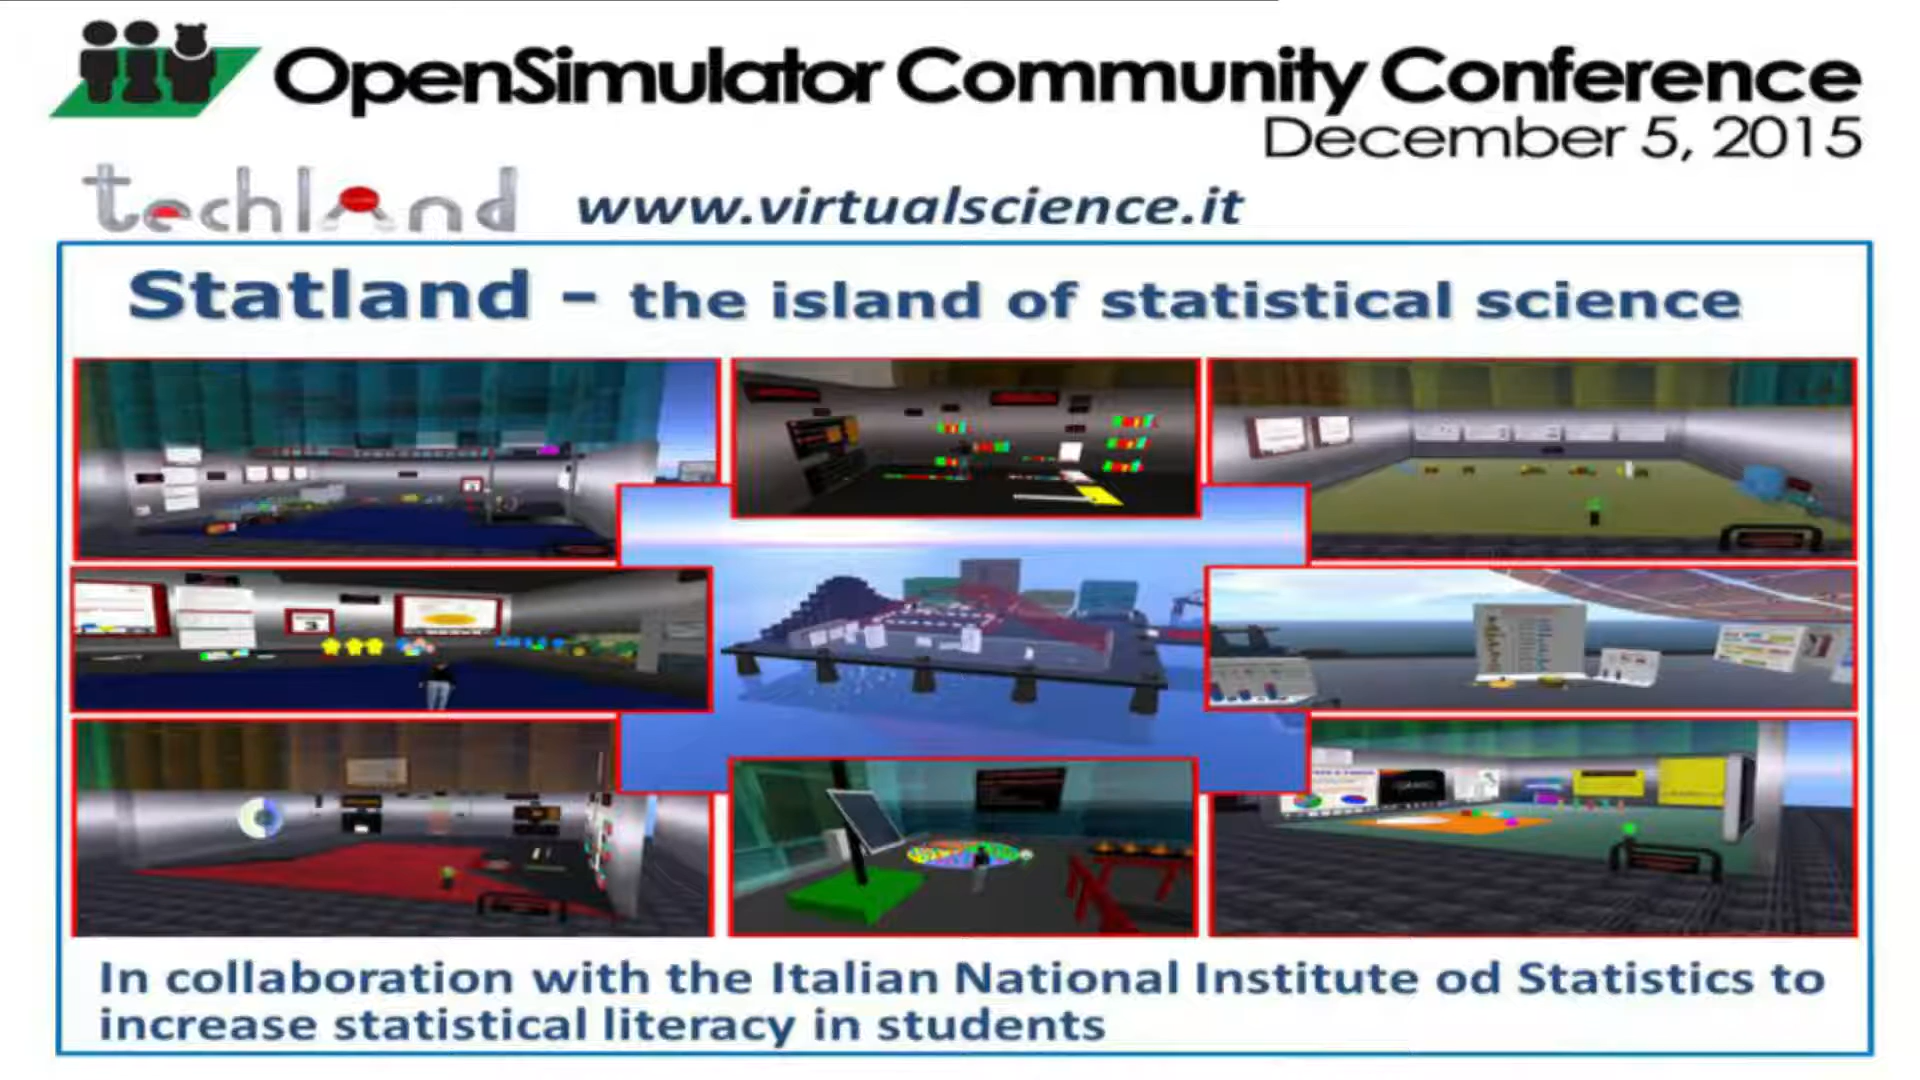 OpenSimulator Community Conference
December 5, 2015
techland www.virtualscience.it
Statland - the island of statistical science
3
In collaboration with the Italian National Institute od Statistics to
increase statistical literacy in students